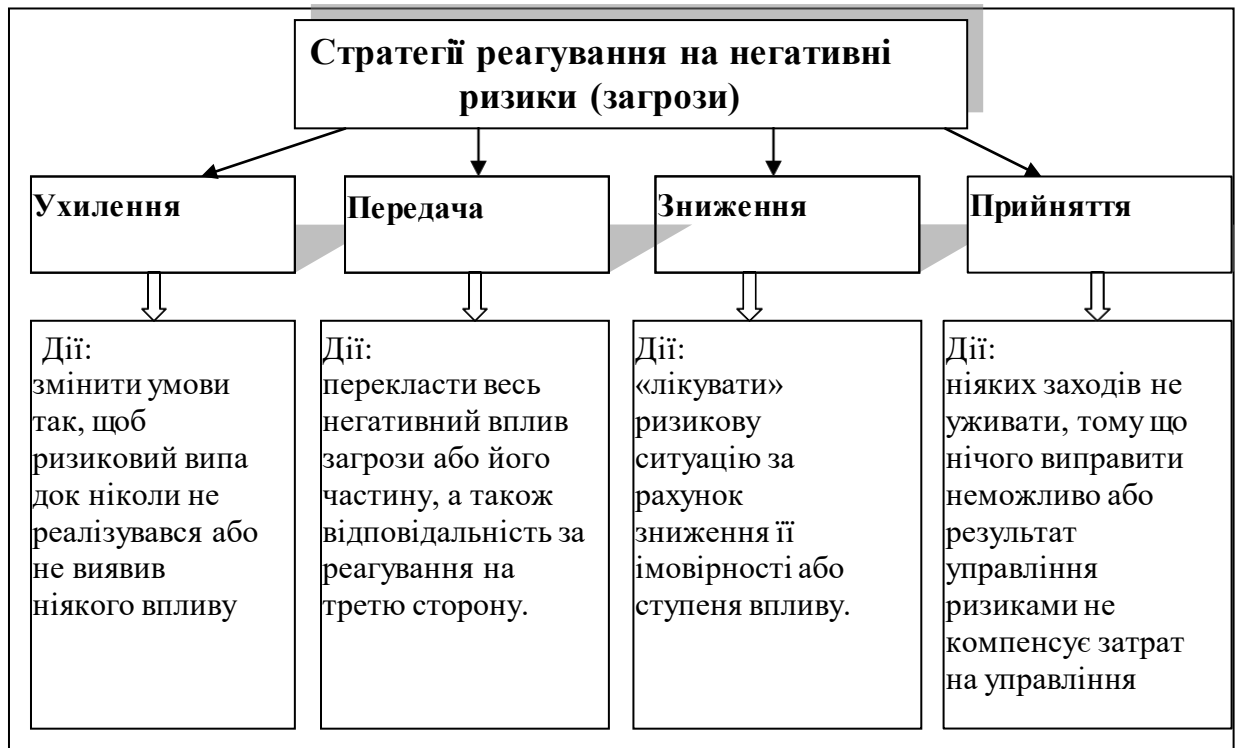 Стратегії реагування на негативні
ризики (загрози)
Ухилення
Передача
Зниження
Прийняття
Дії:
змінити умови
так, щоб
ризиковий випа
док ніколи не
реалізувався або
не виявив
ніякого впливу
Дії:
перекласти весь
негативний вплив
загрози або його
частину, а також
відповідальність за
реагування на
третю сторону.
Дії:
«лікувати»
ризикову
ситуацію за
рахунок
зниження її
імовірності або
ступеня впливу.
Дії:
ніяких заходів не
уживати, тому що
нічого виправити
неможливо або
результат
управління
ризиками не
компенсує затрат
на управління